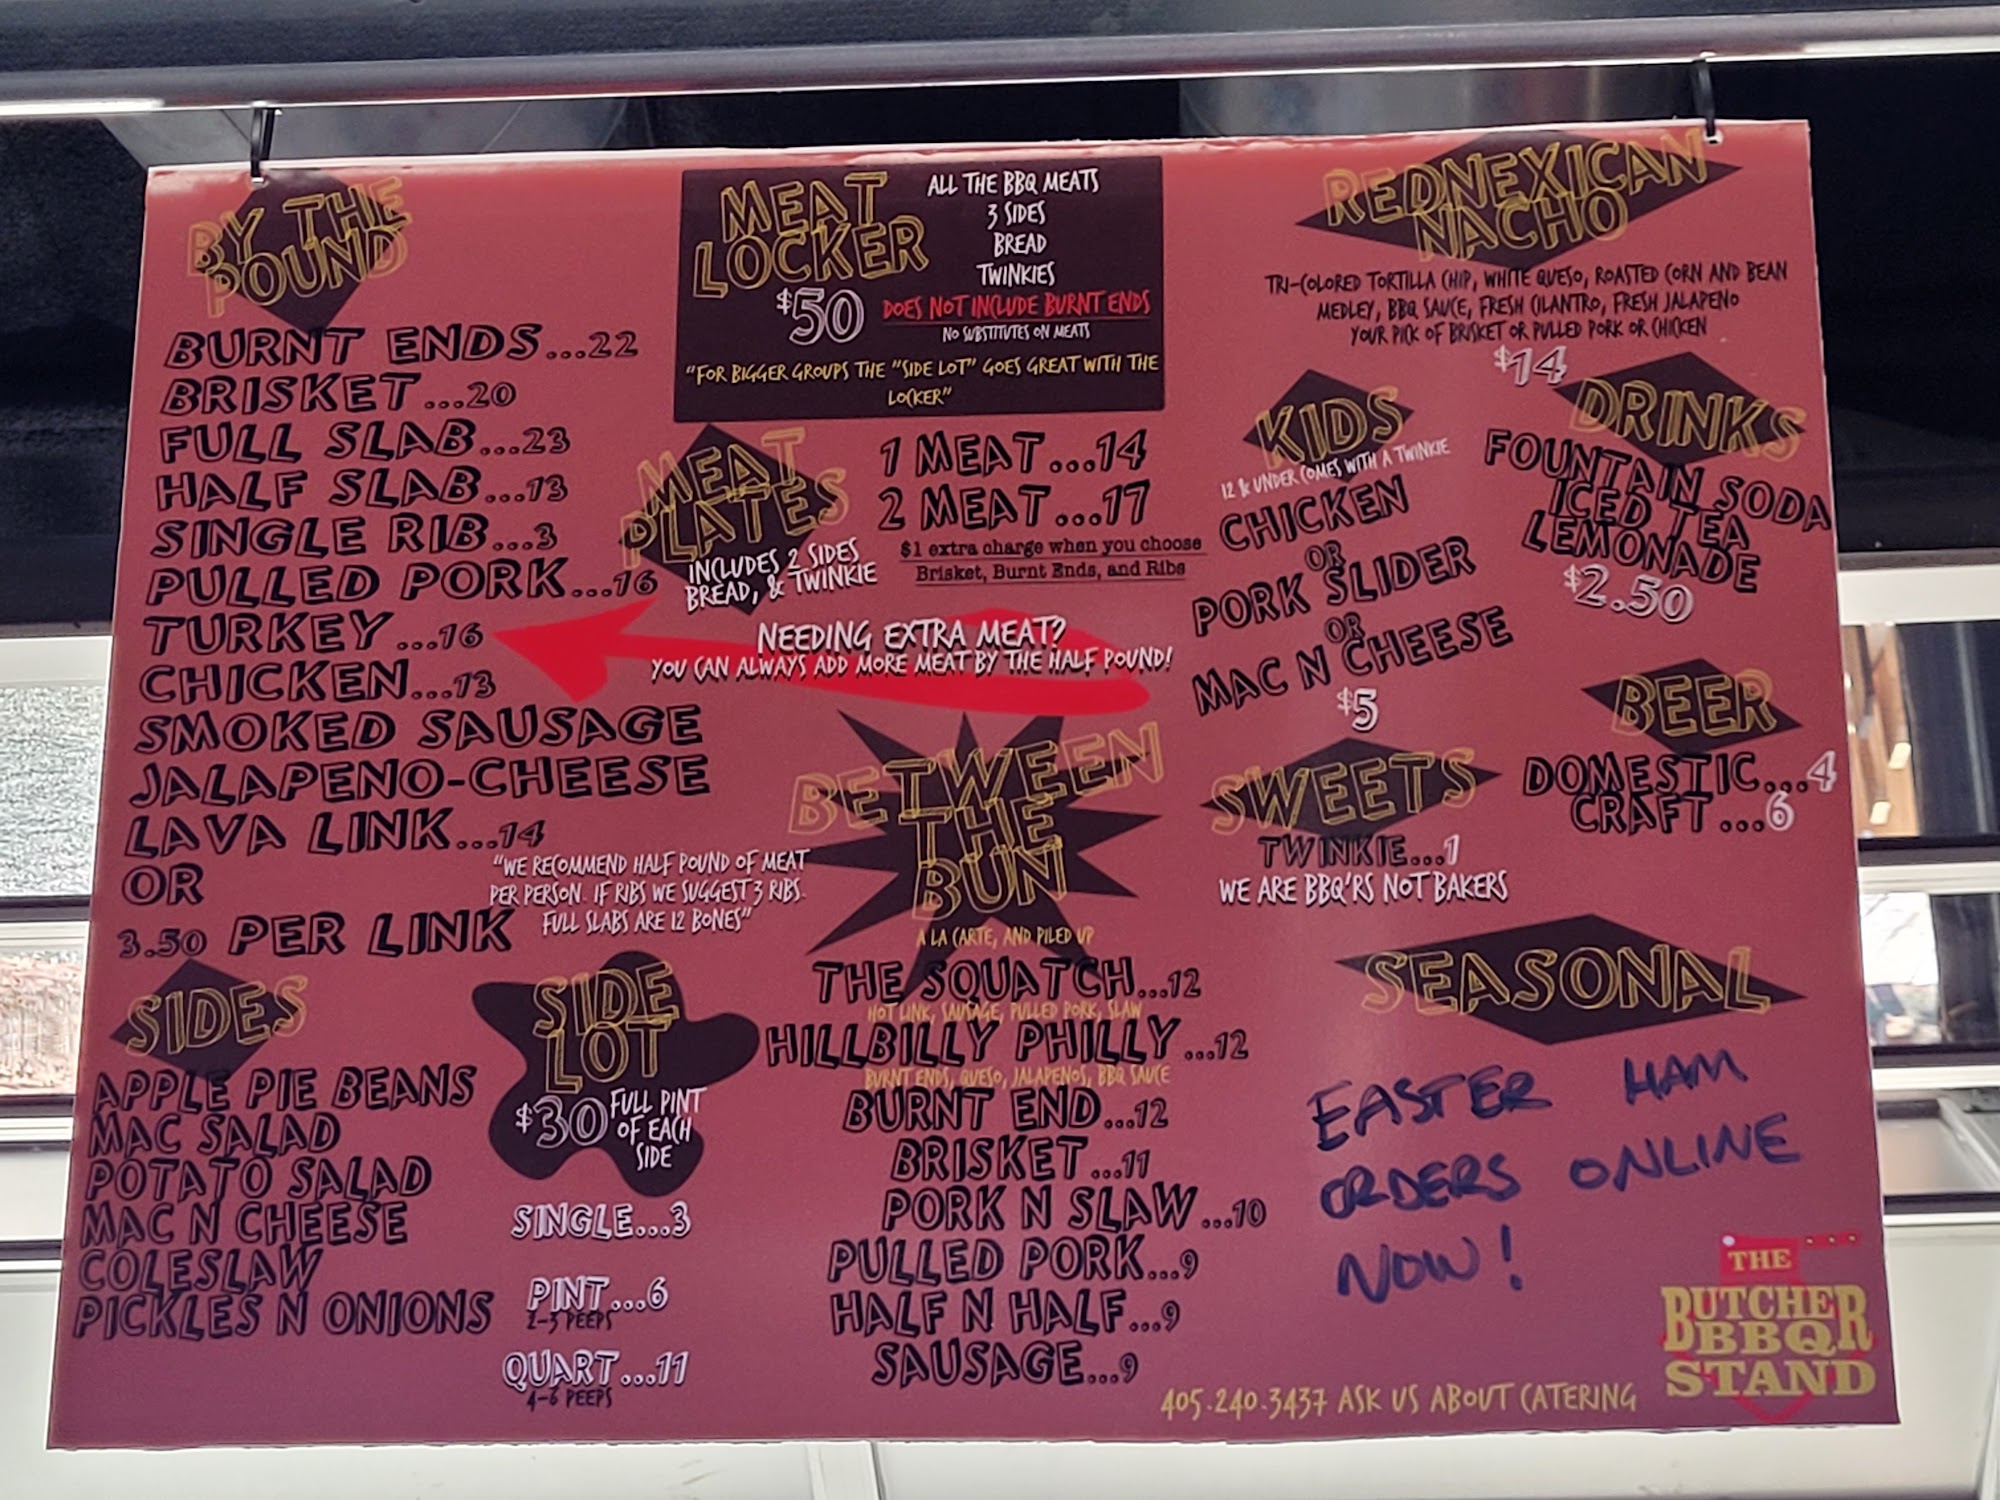 BY THE
POUND
BURNT ENDS...22
BRISKET...20
FULL SLAB...23
HALF SLAB...13
SINGLE RIB...3
PULLED PORK...16
TURKEY...16
CHICKEN...13
SMOKED SAUSAGE
JALAPENO-CHEESE
LAVA LINK...14
OR
3.50 PER LINK
"WE RECOMMEND HALF POUND OF MEAT
PER PERSON. IF RIBS WE SUGGEST 3 RIBS.
FULL SLABS ARE 12 BONES"
SIDES
APPLE PIE BEANS
MAC SALAD
POTATO SALAD
MAC N CHEESE
COLESLAW
PICKLES N ONIONS
SIDE
LOT
$30 FULL PINT
OF EACH
SIDE
SINGLE...3
PINT...6
2-3 PEEPS
QUART...11
4-6 PEEPS
MEAT
LOCKER
$50
ALL THE BBQ MEATS
3 SIDES
BREAD
TWINKIES
DOES NOT INCLUDE BURNT ENDS
NO SUBSTITUTES ON MEATS
"FOR BIGGER GROUPS THE "SIDE LOT" GOES GREAT WITH THE
LOCKER"
MEAT
PLATES
INCLUDES 2 SIDES
BREAD, & TWINKIE
1 MEAT...14
2 MEAT...17
$1 extra charge when you choose
Brisket, Burnt Ends, and Ribs
NEEDING EXTRA MEAT?
YOU CAN ALWAYS ADD MORE MEAT BY THE HALF POUND!
BETWEEN
THE
BUN
A LA CARTE, AND PILED UP
THE SQUATCH...12
HOT LINK, SAUSAGE, PULLED PORK, SLAW
HILLBILLY PHILLY...12
BURNT ENDS, QUESO, JALAPENOS, BBQ SAUCE
BURNT END...12
BRISKET...11
PORK N SLAW...10
PULLED PORK...9
HALF N HALF...9
SAUSAGE...9
REDNEXICAN
NACHO
TRI-COLORED TORTILLA CHIP, WHITE QUESO, ROASTED CORN AND BEAN
MEDLEY, BBQ SAUCE, FRESH CILANTRO, FRESH JALAPENO
YOUR PICK OF BRISKET OR PULLED PORK OR CHICKEN
$14
KIDS
12 & UNDER COMES WITH A TWINKIE
CHICKEN
OR
PORK SLIDER
OR
MAC N CHEESE
$5
DRINKS
FOUNTAIN SODA
ICED TEA
LEMONADE
$2.50
BEER
DOMESTIC...4
CRAFT...6
SWEETS
TWINKIE...1
WE ARE BBQ'RS NOT BAKERS
SEASONAL
EASTER HAM
ORDERS ONLINE
NOW!
THE
BUTCHER
BBQ
STAND
405.240.3437 ASK US ABOUT CATERING